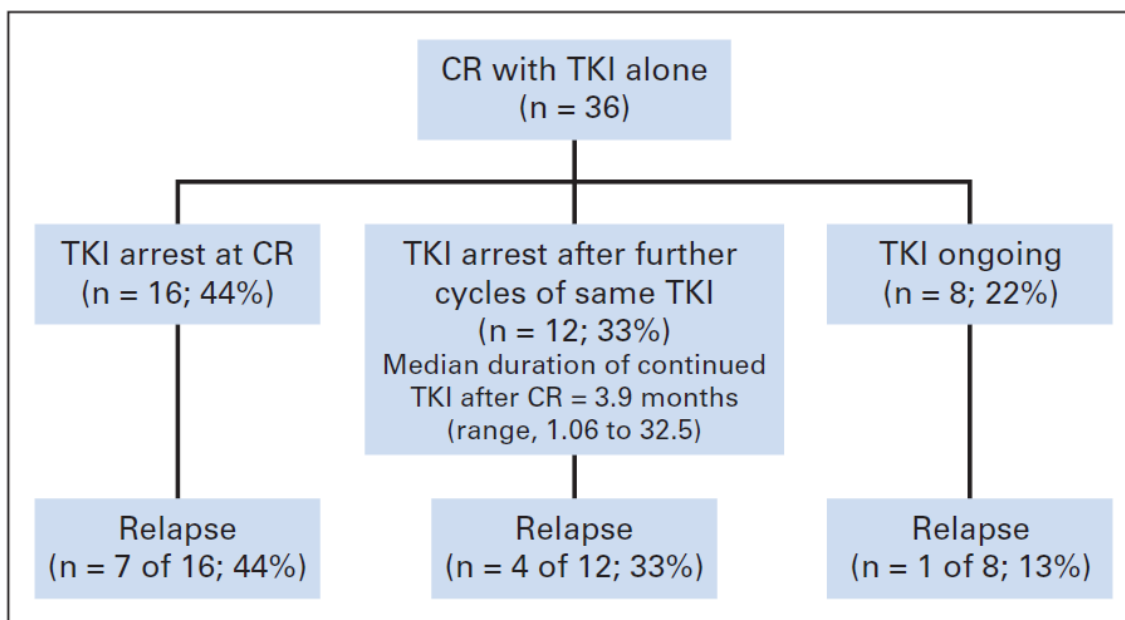 CR with TKI alone
(n = 36)
TKI arrest at CR
(n = 16; 44%)
TKI arrest after further
cycles of same TKI
(n = 12; 33%)
Median duration of continued
TKI after CR = 3.9 months
(range, 1.06 to 32.5)
TKI ongoing
(n = 8; 22%)
Relapse
(n = 7 of 16; 44%)
Relapse
(n = 4 of 12; 33%)
Relapse
(n = 1 of 8; 13%)